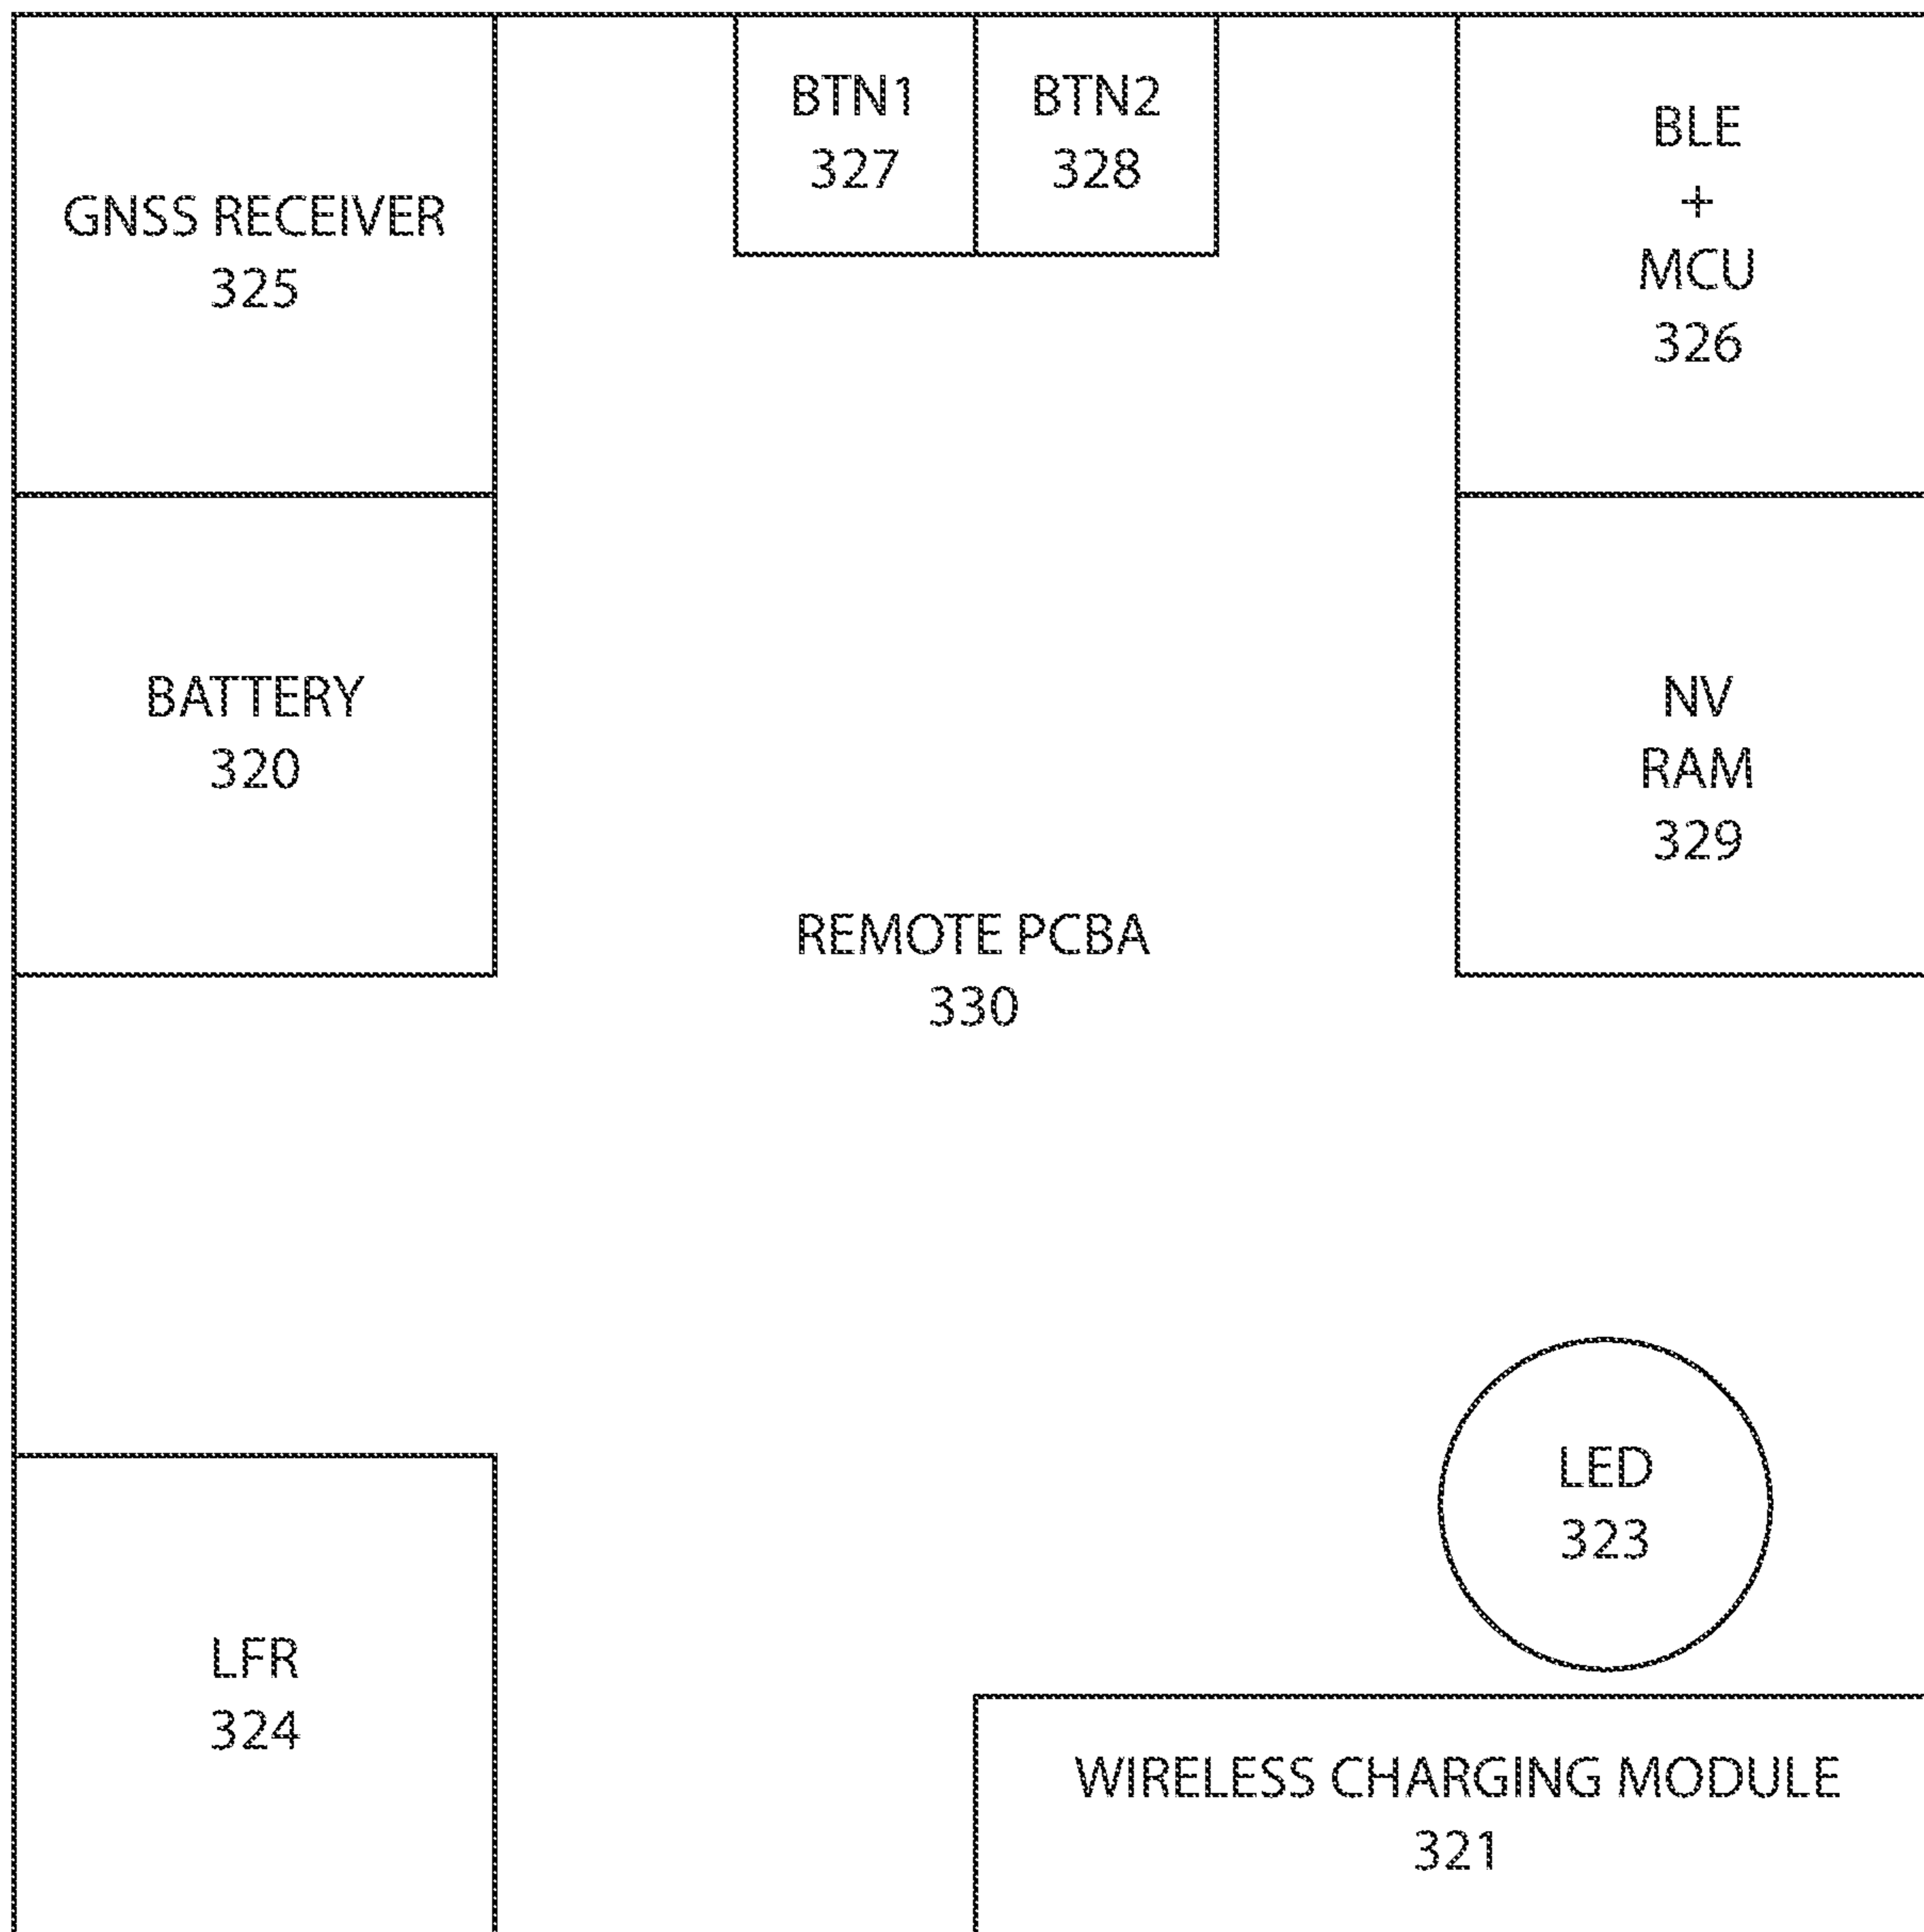 GNSS RECEIVER
325
BTN1
327
BTN2
328
BLE
+
MCU
326
BATTERY
320
NV
RAM
329
REMOTE PCBA
330
LED
323
LFR
324
WIRELESS CHARGING MODULE
321